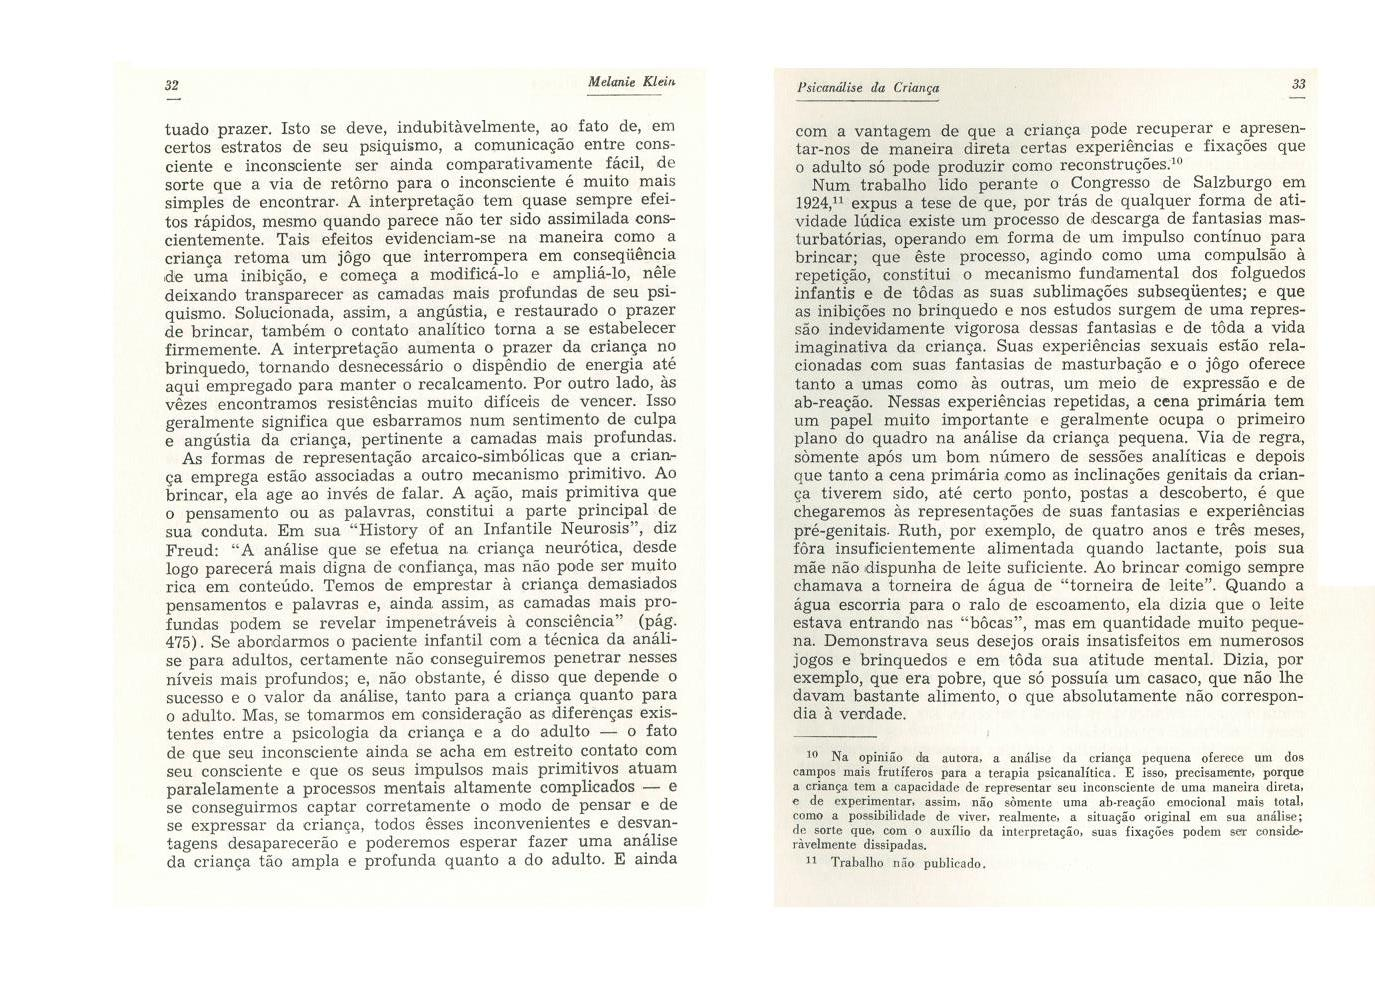 32
Melanie Klein
tuado prazer. Isto se deve, indubitàvelmente, ao fato de, em
certos estratos de seu psiquismo, a comunicação entre cons-
ciente e inconsciente ser ainda comparativamente fácil, de
sorte que a via de retôrno para o inconsciente é muito mais
simples de encontrar. A interpretação tem quase sempre efei-
tos rápidos, mesmo quando parece não ter sido assimilada cons-
cientemente. Tais efeitos evidenciam-se na maneira como a
criança retoma um jôgo que interrompera em conseqüência
de uma inibição, e começa a modificá-lo e ampliá-lo, nêle
deixando transparecer as camadas mais profundas de seu psi-
quismo. Solucionada, assim, a angústia, e restaurado o prazer
de brincar, também o contato analítico torna a se estabelecer
firmemente. A interpretação aumenta o prazer da criança no
brinquedo, tornando desnecessário o dispêndio de energia até
aqui empregado para manter o recalcamento. Por outro lado, às
vêzes encontramos resistências muito difíceis de vencer. Isso
geralmente significa que esbarramos num sentimento de culpa
e angústia da criança, pertinente a camadas mais profundas.
As formas de representação arcaico-simbólicas que a crian-
ça emprega estão associadas a outro mecanismo primitivo. Ao
brincar, ela age ao invés de falar. A ação, mais primitiva que
o pensamento ou as palavras, constitui a parte principal de
sua conduta. Em sua “History of an Infantile Neurosis”, diz
Freud: “A análise que se efetua na criança neurótica, desde
logo parecerá mais digna de confiança, mas não pode ser muito
rica em conteúdo. Temos de emprestar à criança demasiados
pensamentos e palavras e, ainda assim, as camadas mais pro-
fundas podem se revelar impenetráveis à consciência” (pág.
475). Se abordarmos o paciente infantil com a técnica da análi-
se para adultos, certamente não conseguiremos penetrar nesses
níveis mais profundos; e, não obstante, é disso que depende o
sucesso e o valor da análise, tanto para a criança quanto para
o adulto. Mas, se tomarmos em consideração as diferenças exis-
tentes entre a psicologia da criança e a do adulto — o fato
de que seu inconsciente ainda se acha em estreito contato com
seu consciente e que os seus impulsos mais primitivos atuam
paralelamente a processos mentais altamente complicados — e
se conseguirmos captar corretamente o modo de pensar e de
se expressar da criança, todos êsses inconvenientes e desvan-
tagens desaparecerão e poderemos esperar fazer uma análise
da criança tão ampla e profunda quanto a do adulto. E ainda
Psicanálise da Criança
33
com a vantagem de que a criança pode recuperar e apresen-
tar-nos de maneira direta certas experiências e fixações que
o adulto só pode produzir como reconstruções.¹⁰
Num trabalho lido perante o Congresso de Salzburgo em
1924,¹¹ expus a tese de que, por trás de qualquer forma de ati-
vidade lúdica existe um processo de descarga de fantasias mas-
turbatórias, operando em forma de um impulso contínuo para
brincar; que êste processo, agindo como uma compulsão à
repetição, constitui o mecanismo fundamental dos folguedos
infantis e de tôdas as suas sublimações subseqüentes; e que
as inibições no brinquedo e nos estudos surgem de uma repres-
são indevidamente vigorosa dessas fantasias e de tôda a vida
imaginativa da criança. Suas experiências sexuais estão rela-
cionadas com suas fantasias de masturbação e o jôgo oferece
tanto a umas como às outras, um meio de expressão e de
ab-reação. Nessas experiências repetidas, a cena primária tem
um papel muito importante e geralmente ocupa o primeiro
plano do quadro na análise da criança pequena. Via de regra,
sòmente após um bom número de sessões analíticas e depois
que tanto a cena primária como as inclinações genitais da crian-
ça tiverem sido, até certo ponto, postas a descoberto, é que
chegaremos às representações de suas fantasias e experiências
pré-genitais. Ruth, por exemplo, de quatro anos e três meses,
fôra insuficientemente alimentada quando lactante, pois sua
mãe não dispunha de leite suficiente. Ao brincar comigo sempre
chamava a torneira de água de “torneira de leite”. Quando a
água escorria para o ralo de escoamento, ela dizia que o leite
estava entrando nas “bôcas”, mas em quantidade muito peque-
na. Demonstrava seus desejos orais insatisfeitos em numerosos
jogos e brinquedos e em tôda sua atitude mental. Dizia, por
exemplo, que era pobre, que só possuía um casaco, que não lhe
davam bastante alimento, o que absolutamente não correspon-
dia à verdade.
¹⁰ Na opinião da autora, a análise da criança pequena oferece um dos
campos mais frutíferos para a terapia psicanalítica. E isso, precisamente, porque
a criança tem a capacidade de representar seu inconsciente de uma maneira direta,
e de experimentar, assim, não sòmente uma ab-reação emocional mais total,
como a possibilidade de viver, realmente, a situação original em sua análise;
de sorte que, com o auxílio da interpretação, suas fixações podem ser conside-
ràvelmente dissipadas.
¹¹ Trabalho não publicado.